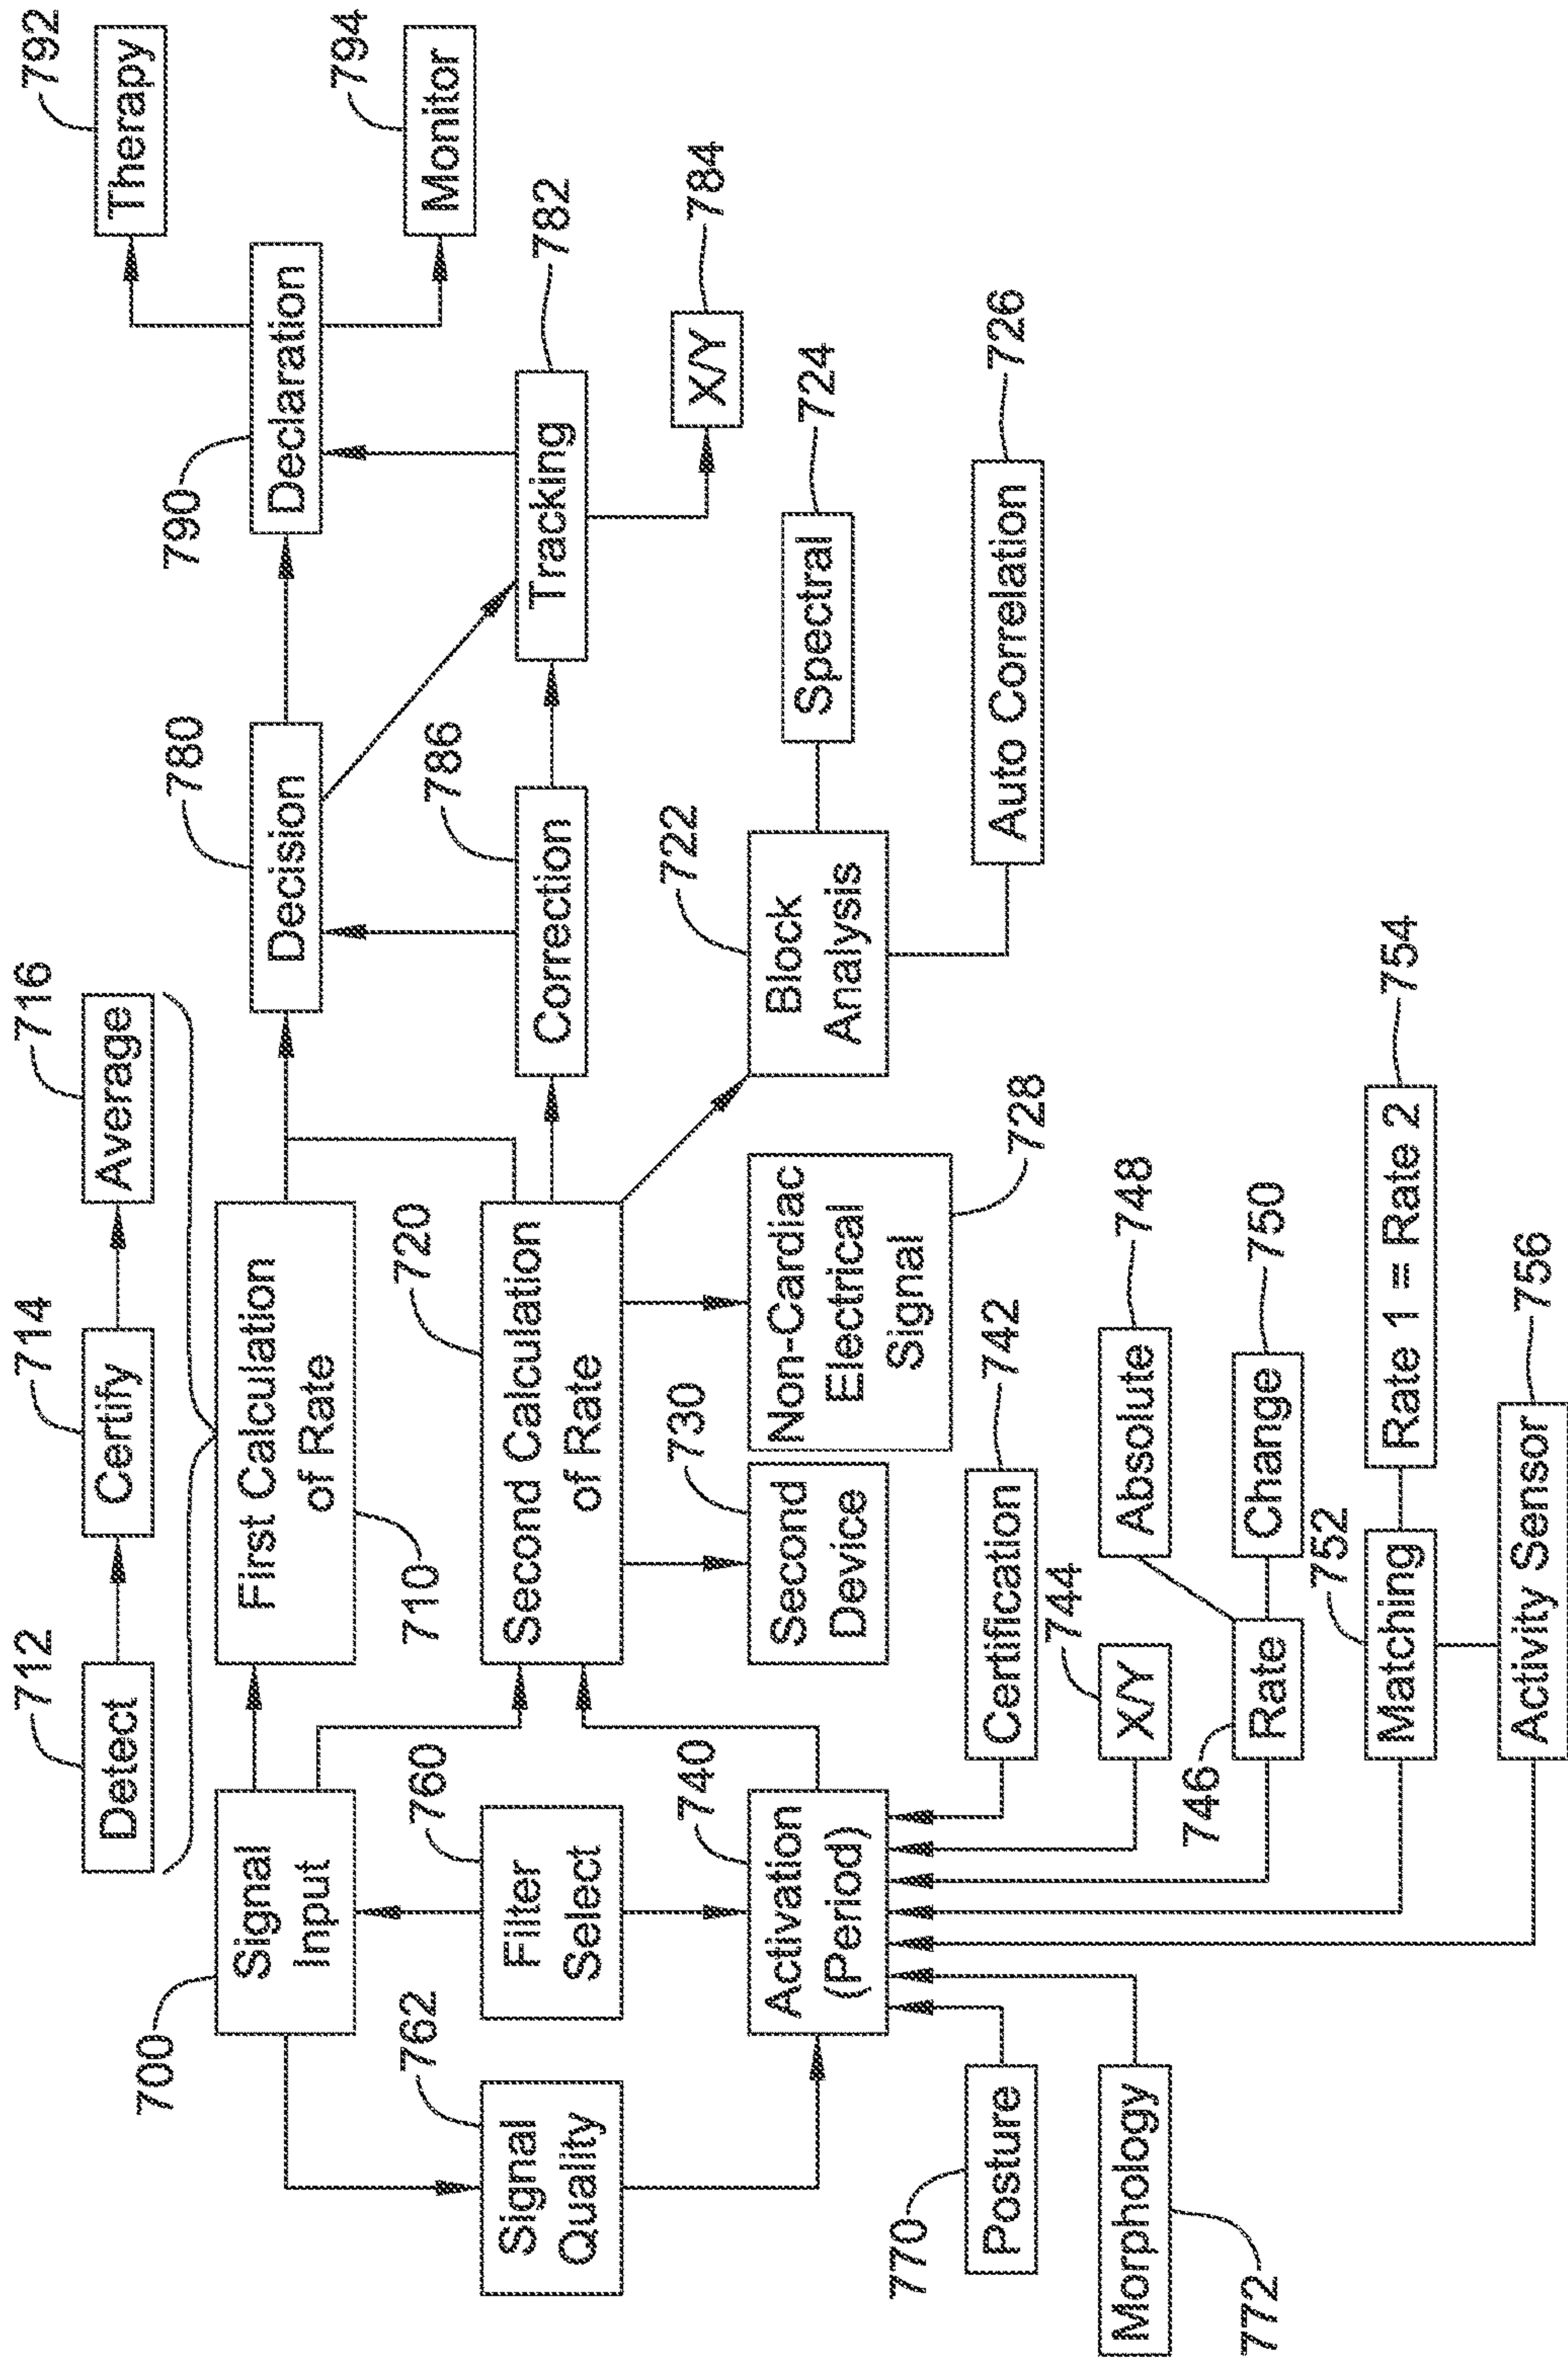 712
Detect
714
Certify
716
Average
792
Therapy
700
Signal
Input
First Calculation
of Rate
710
780
Decision
790
Declaration
794
Monitor
762
Signal
Quality
760
Filter
Select
720
Second Calculation
of Rate
786
Correction
Tracking
782
X/Y
784
740
Activation
(Period)
730
Second
Device
Non-Cardiac
Electrical
Signal
728
722
Block
Analysis
Spectral
724
Auto Correlation
726
770
Posture
Certification
742
Morphology
772
744
X/Y
Absolute
748
746
Rate
Change
750
752
Matching
Rate 1 = Rate 2
754
Activity Sensor
756